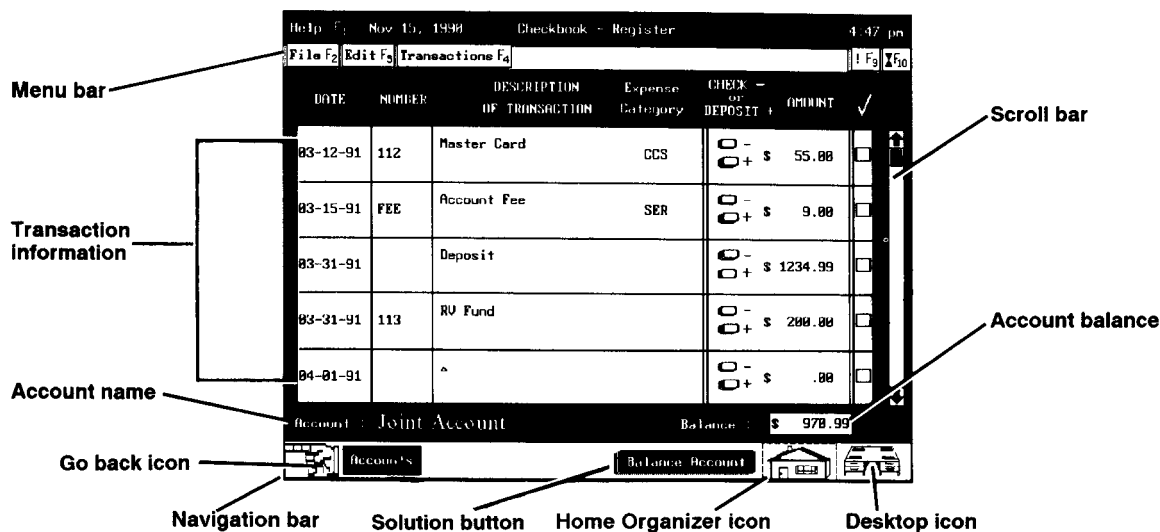 Help F1 Nov 15, 1990 Checkbook - Register 4:47 pm
File F2 Edit F3 Transactions F4 ! F9 F10
Menu bar
DATE NUMBER DESCRIPTION OF TRANSACTION Expense Category CHECK - or DEPOSIT + AMOUNT ✓
Scroll bar
03-12-91 112 Master Card CCS - + $ 55.00
03-15-91 FEE Account Fee SER - + $ 9.00
Transaction
information
03-31-91 Deposit - + $ 1234.99
03-31-91 113 RV Fund - + $ 200.00
Account balance
04-01-91 - + $ .00
Account name
Account : Joint Account Balance : $ 970.99
Go back icon
Accounts Balance Account
Navigation bar
Solution button
Home Organizer icon
Desktop icon